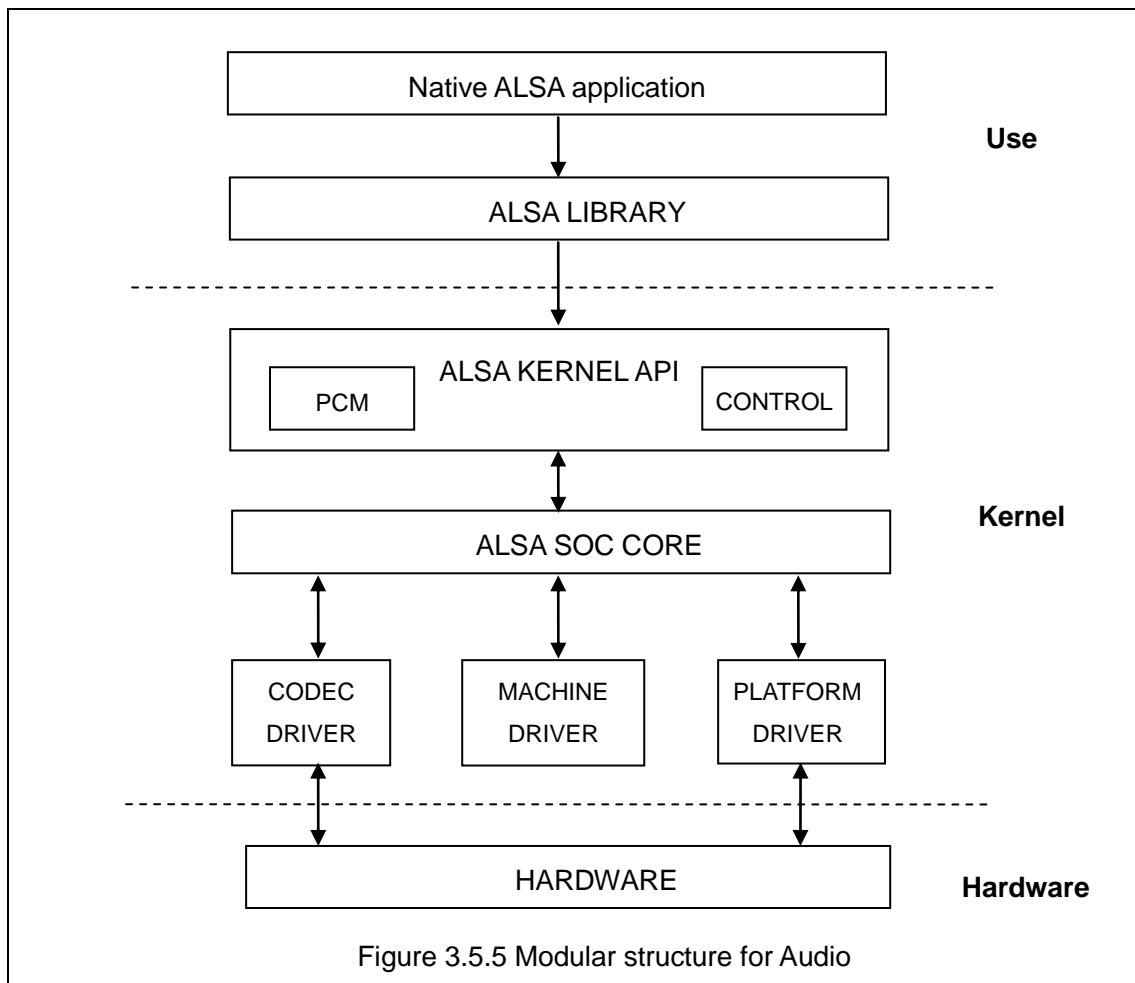 Native ALSA application
Use
ALSA LIBRARY
ALSA KERNEL API
PCM
CONTROL
Kernel
ALSA SOC CORE
CODEC
DRIVER
MACHINE
DRIVER
PLATFORM
DRIVER
HARDWARE
Hardware
Figure 3.5.5 Modular structure for Audio